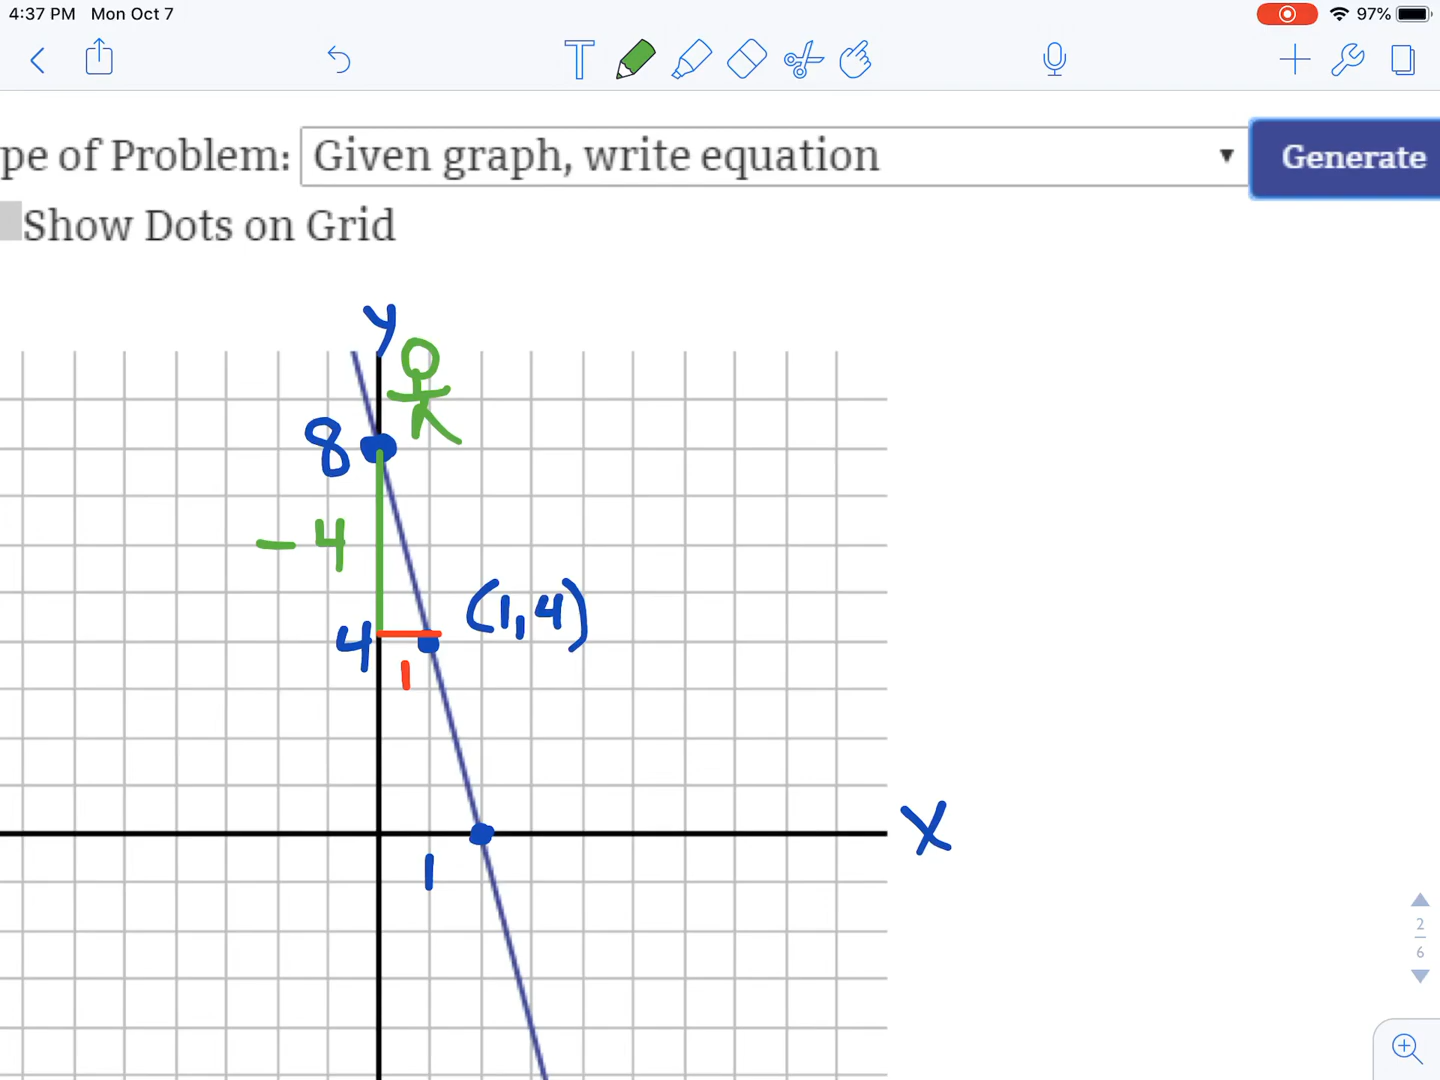 4:37 PM Mon Oct 7
97%
T
pe of Problem: Given graph, write equation ▼ Generate
Show Dots on Grid
y
8
- 4
(1,4)
4
1
x
1
2
6